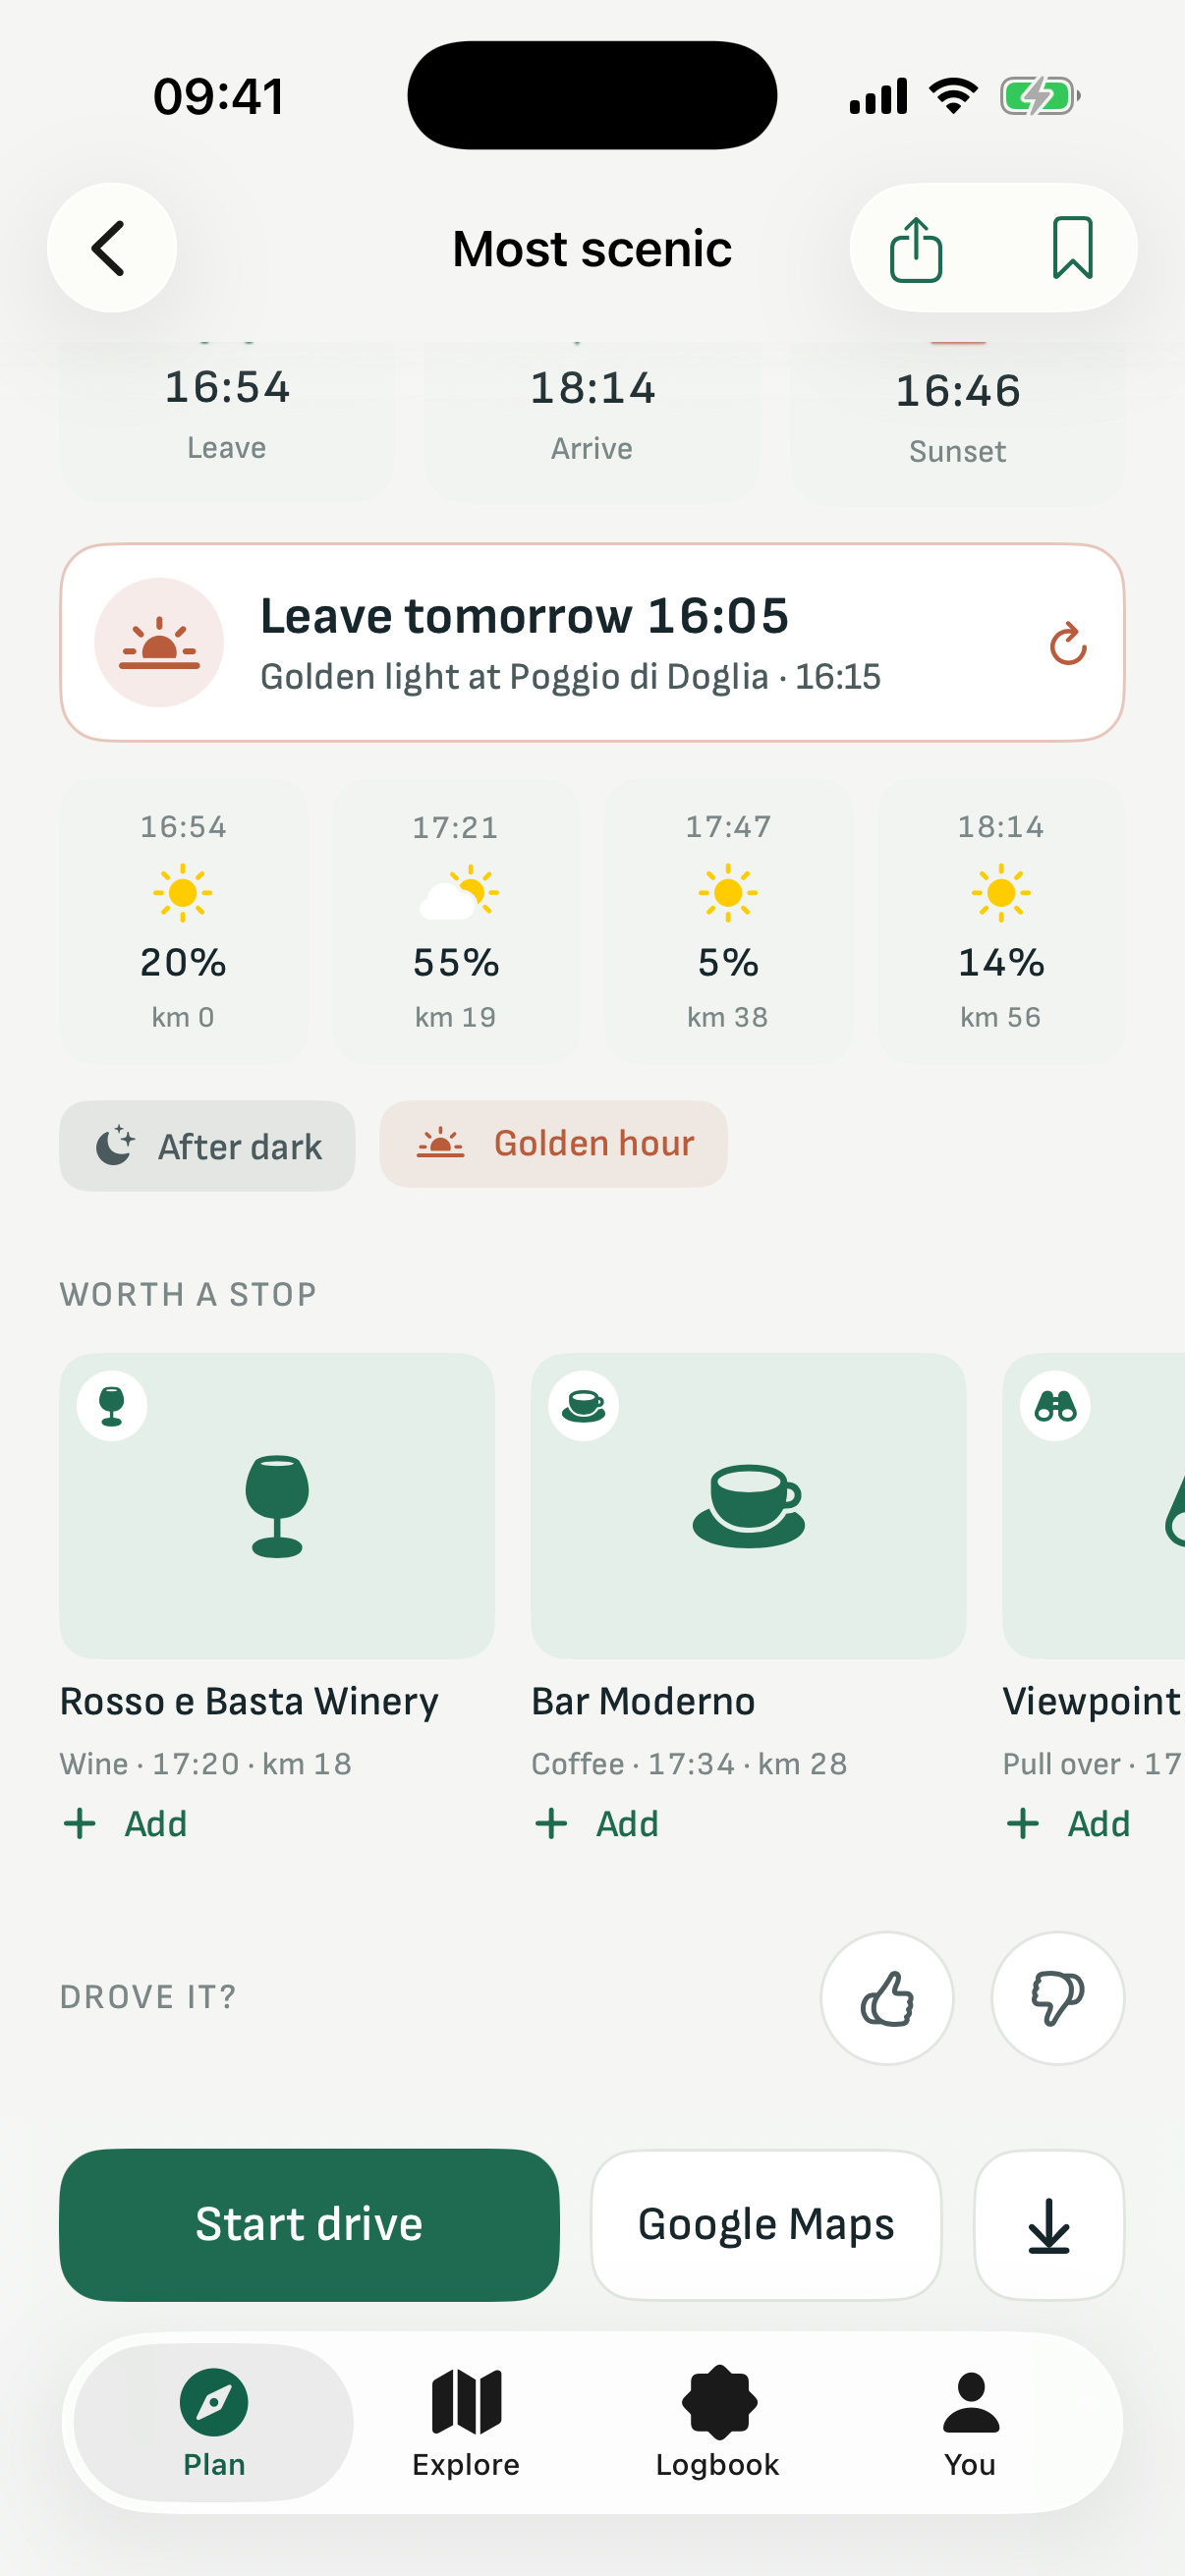 09:41
Most scenic
16:54
Leave
18:14
Arrive
16:46
Sunset
Leave tomorrow 16:05
Golden light at Poggio di Doglia · 16:15
16:54
20%
km 0
17:21
55%
km 19
17:47
5%
km 38
18:14
14%
km 56
After dark
Golden hour
WORTH A STOP
Rosso e Basta Winery
Wine · 17:20 · km 18
+ Add
Bar Moderno
Coffee · 17:34 · km 28
+ Add
Viewpoint
Pull over · 17
+ Add
DROVE IT?
Start drive
Google Maps
Plan
Explore
Logbook
You